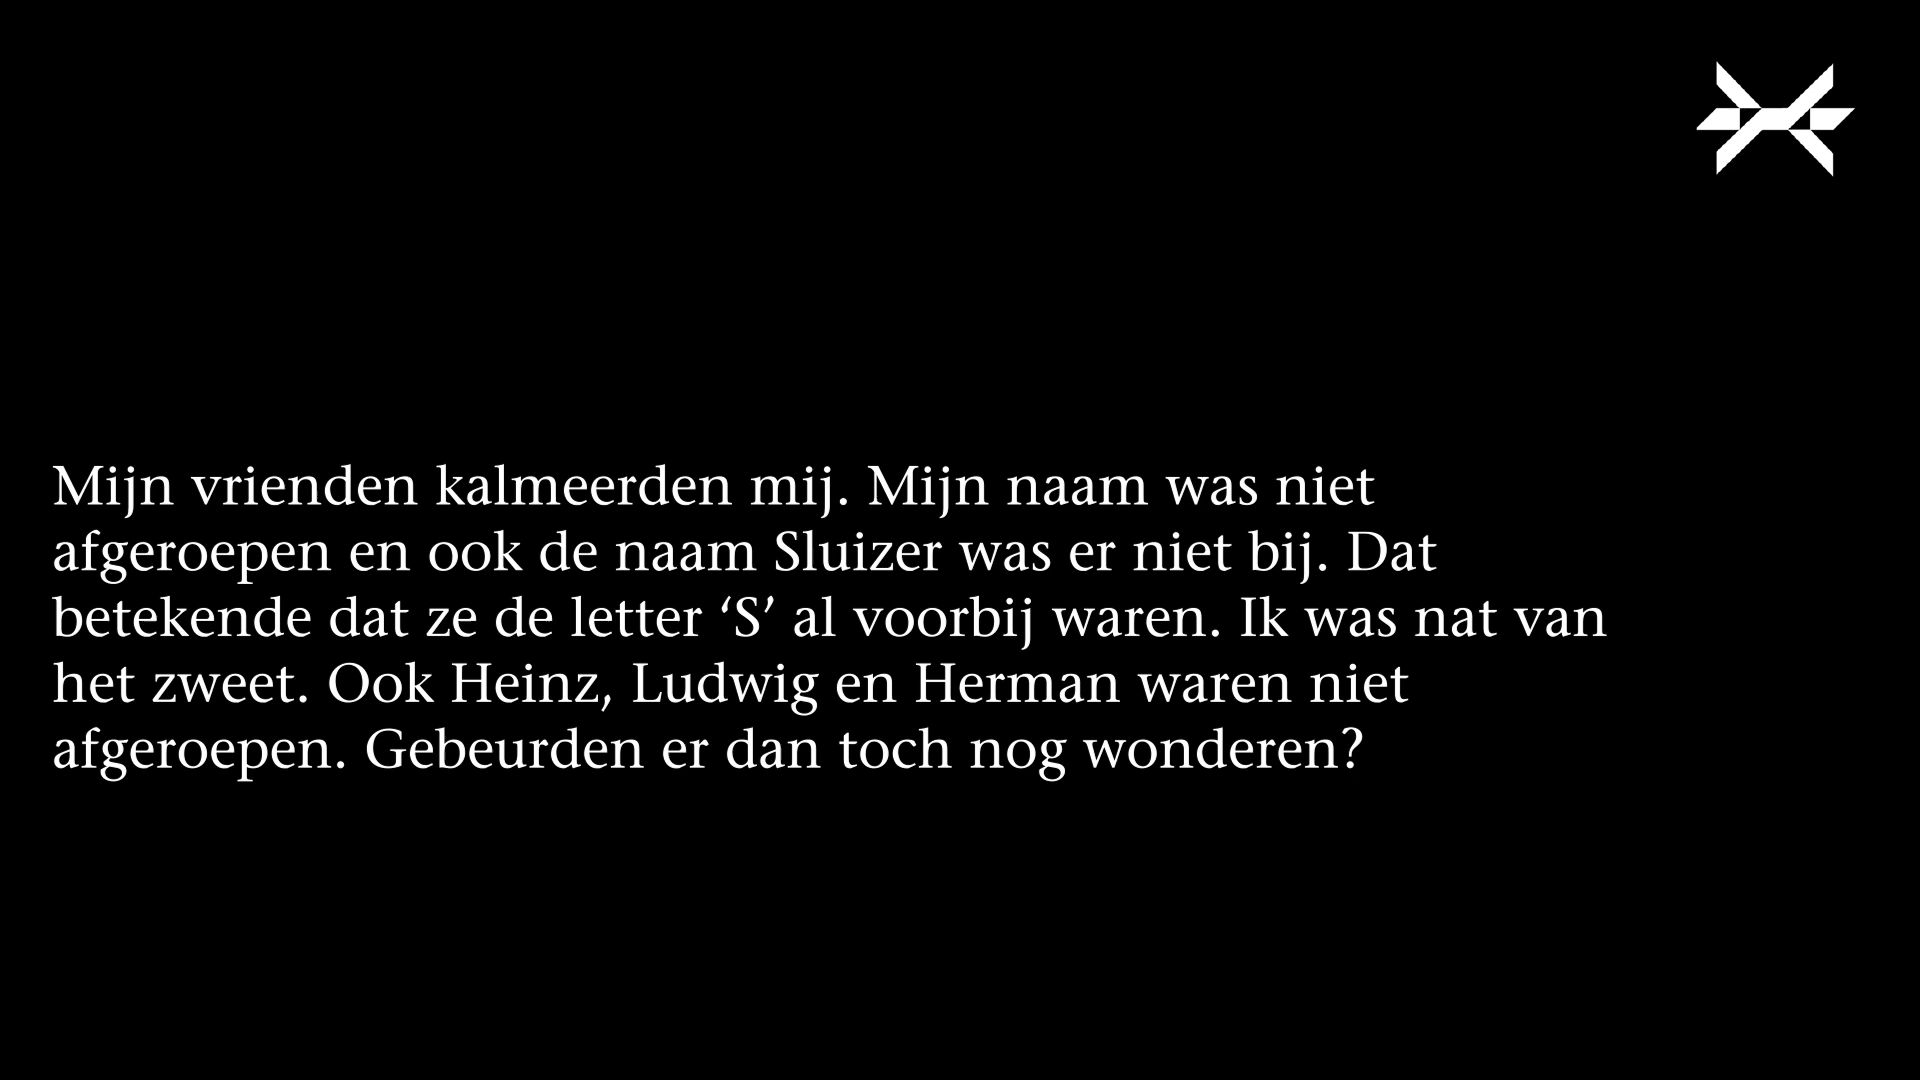 Mijn vrienden kalmeerden mij. Mijn naam was niet
afgeroepen en ook de naam Sluizer was er niet bij. Dat
betekende dat ze de letter ‘S’ al voorbij waren. Ik was nat van
het zweet. Ook Heinz, Ludwig en Herman waren niet
afgeroepen. Gebeurden er dan toch nog wonderen?